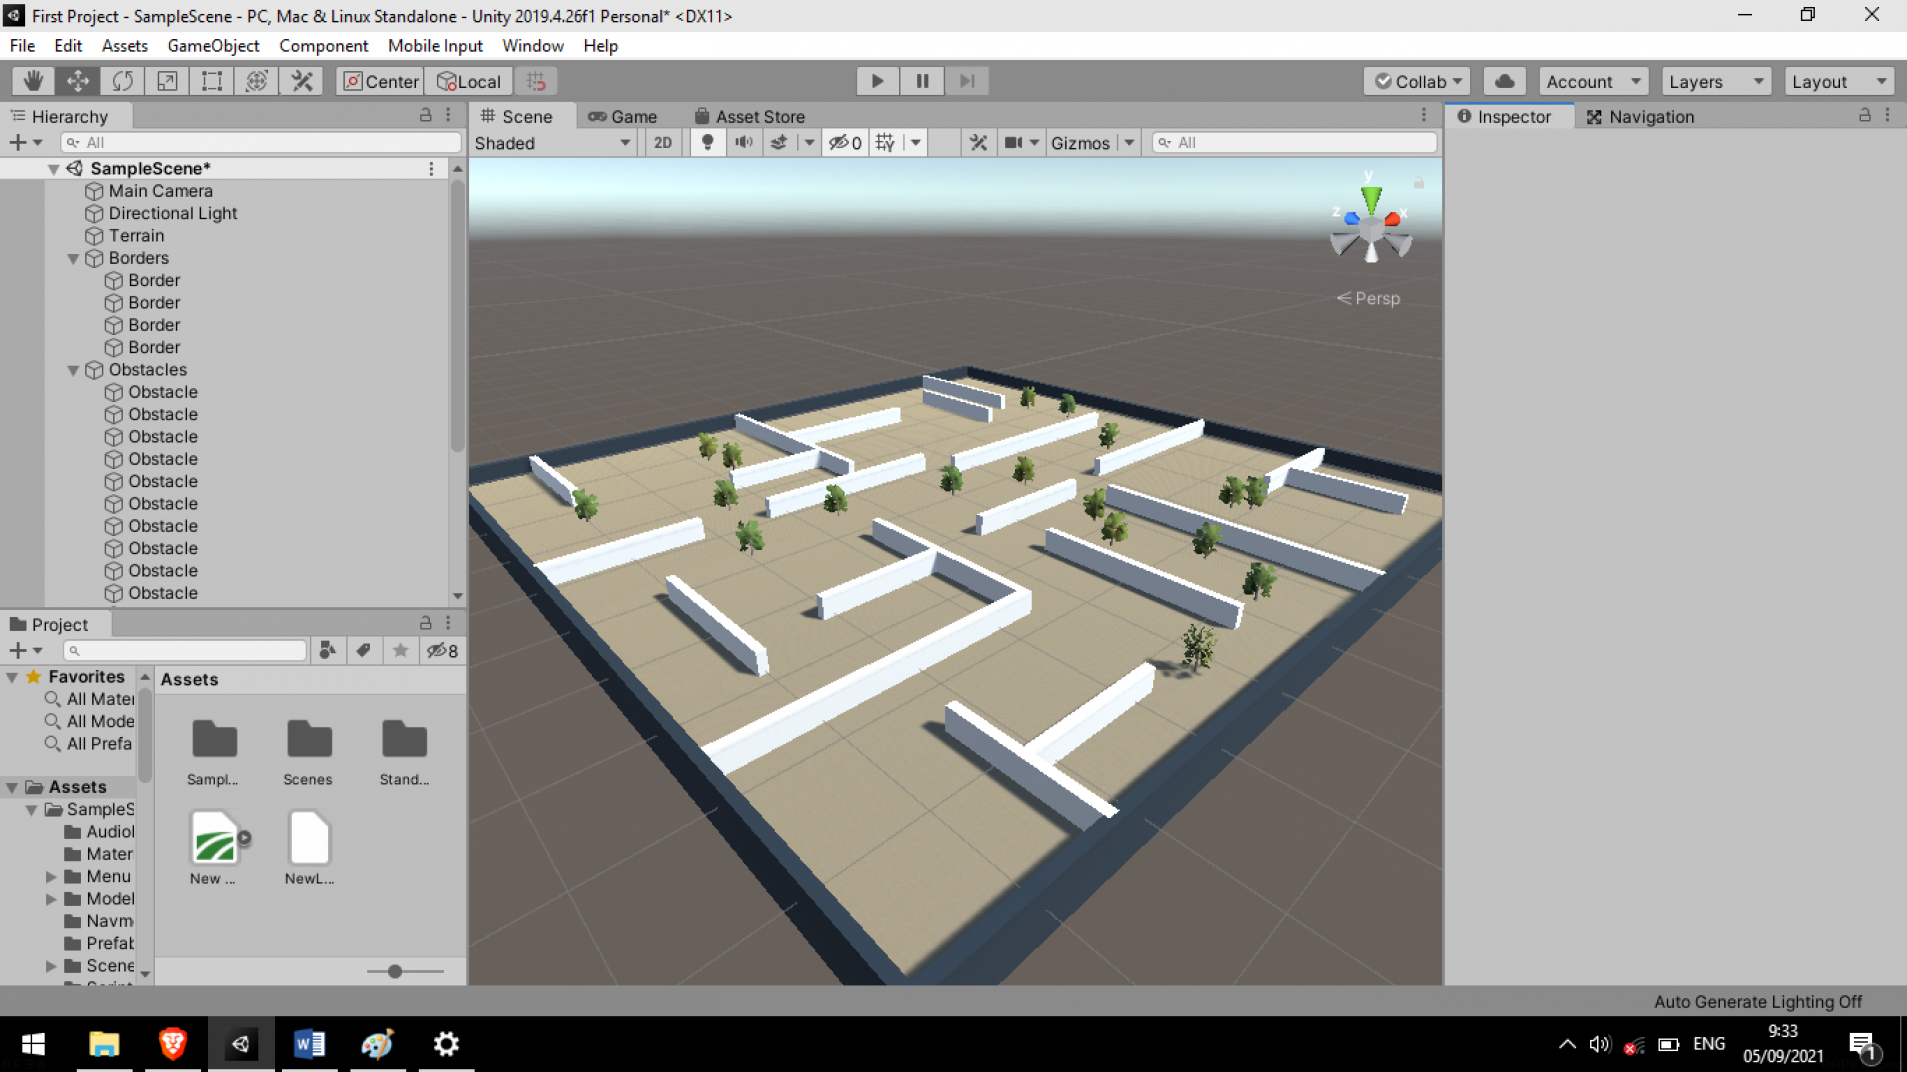 First Project - SampleScene - PC, Mac & Linux Standalone - Unity 2019.4.26f1 Personal* <DX11>
File Edit Assets GameObject Component Mobile Input Window Help
Center Local Collab Account Layers Layout
Hierarchy
All
SampleScene*
Main Camera
Directional Light
Terrain
Borders
Border
Border
Border
Border
Obstacles
Obstacle
Obstacle
Obstacle
Obstacle
Obstacle
Obstacle
Obstacle
Obstacle
Obstacle
Obstacle
Scene Game Asset Store
Shaded 2D 0 Gizmos All
y
z x
Persp
Inspector Navigation
Project
8
Favorites
All Mater
All Mode
All Prefa
Assets
SampleS
Audiol
Mater
Menu
Model
Navm
Prefab
Scene
Assets
Sampl... Scenes Stand...
New ... NewL...
Auto Generate Lighting Off
ENG
9:33
05/09/2021
1